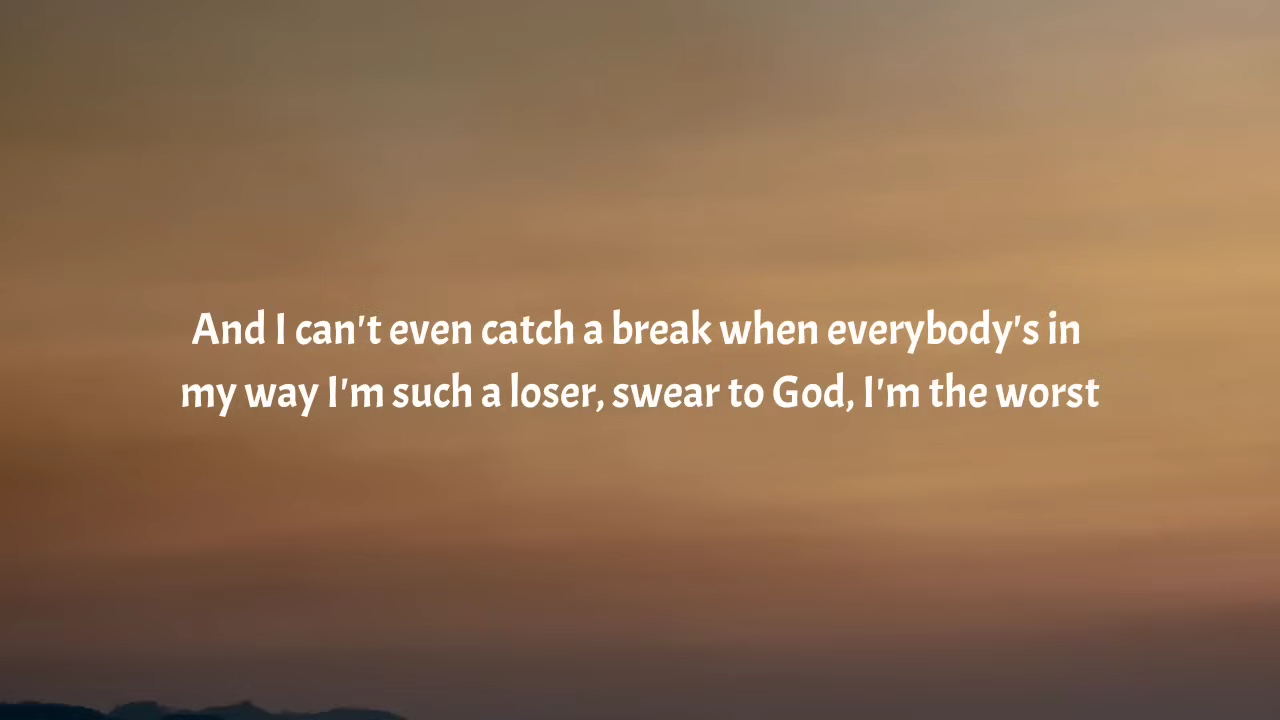 And I can't even catch a break when everybody's in
my way I'm such a loser, swear to God, I'm the worst